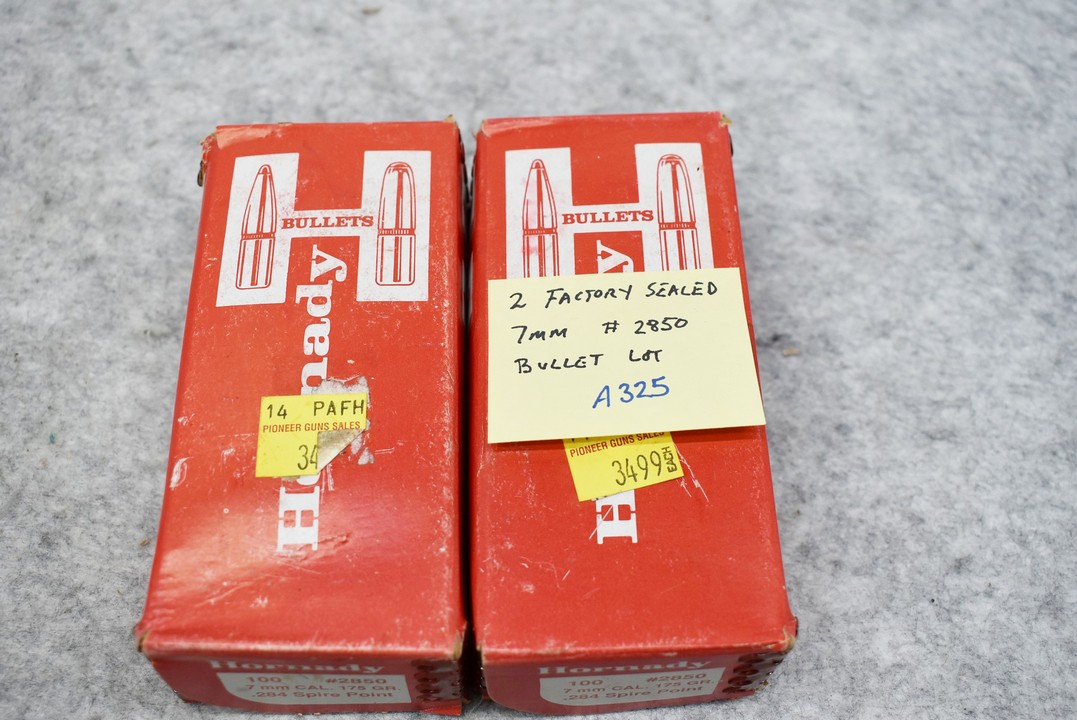 BULLETS
Hornady
14 PAFH
PIONEER GUNS SALES
34
Hornady
100 #2850
7 mm CAL. 175 GR.
.284 Spire Point
BULLETS
2 FACTORY SEALED
7mm # 2850
BULLET LOT
A325
PIONEER GUNS SALES
3499
Hornady
100 #2850
7 mm CAL. 175 GR.
.284 Spire Point